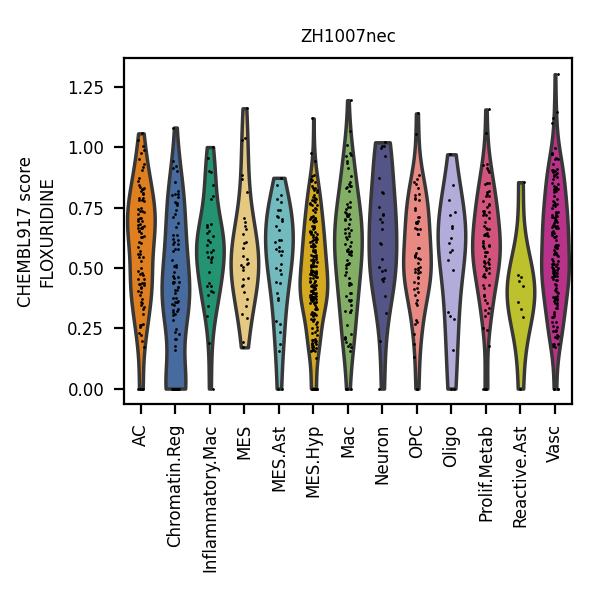 ZH1007nec
CHEMBL917 score
FLOXURIDINE
1.25
1.00
0.75
0.50
0.25
0.00
AC
Chromatin.Reg
Inflammatory.Mac
MES
MES.Ast
MES.Hyp
Mac
Neuron
OPC
Oligo
Prolif.Metab
Reactive.Ast
Vasc